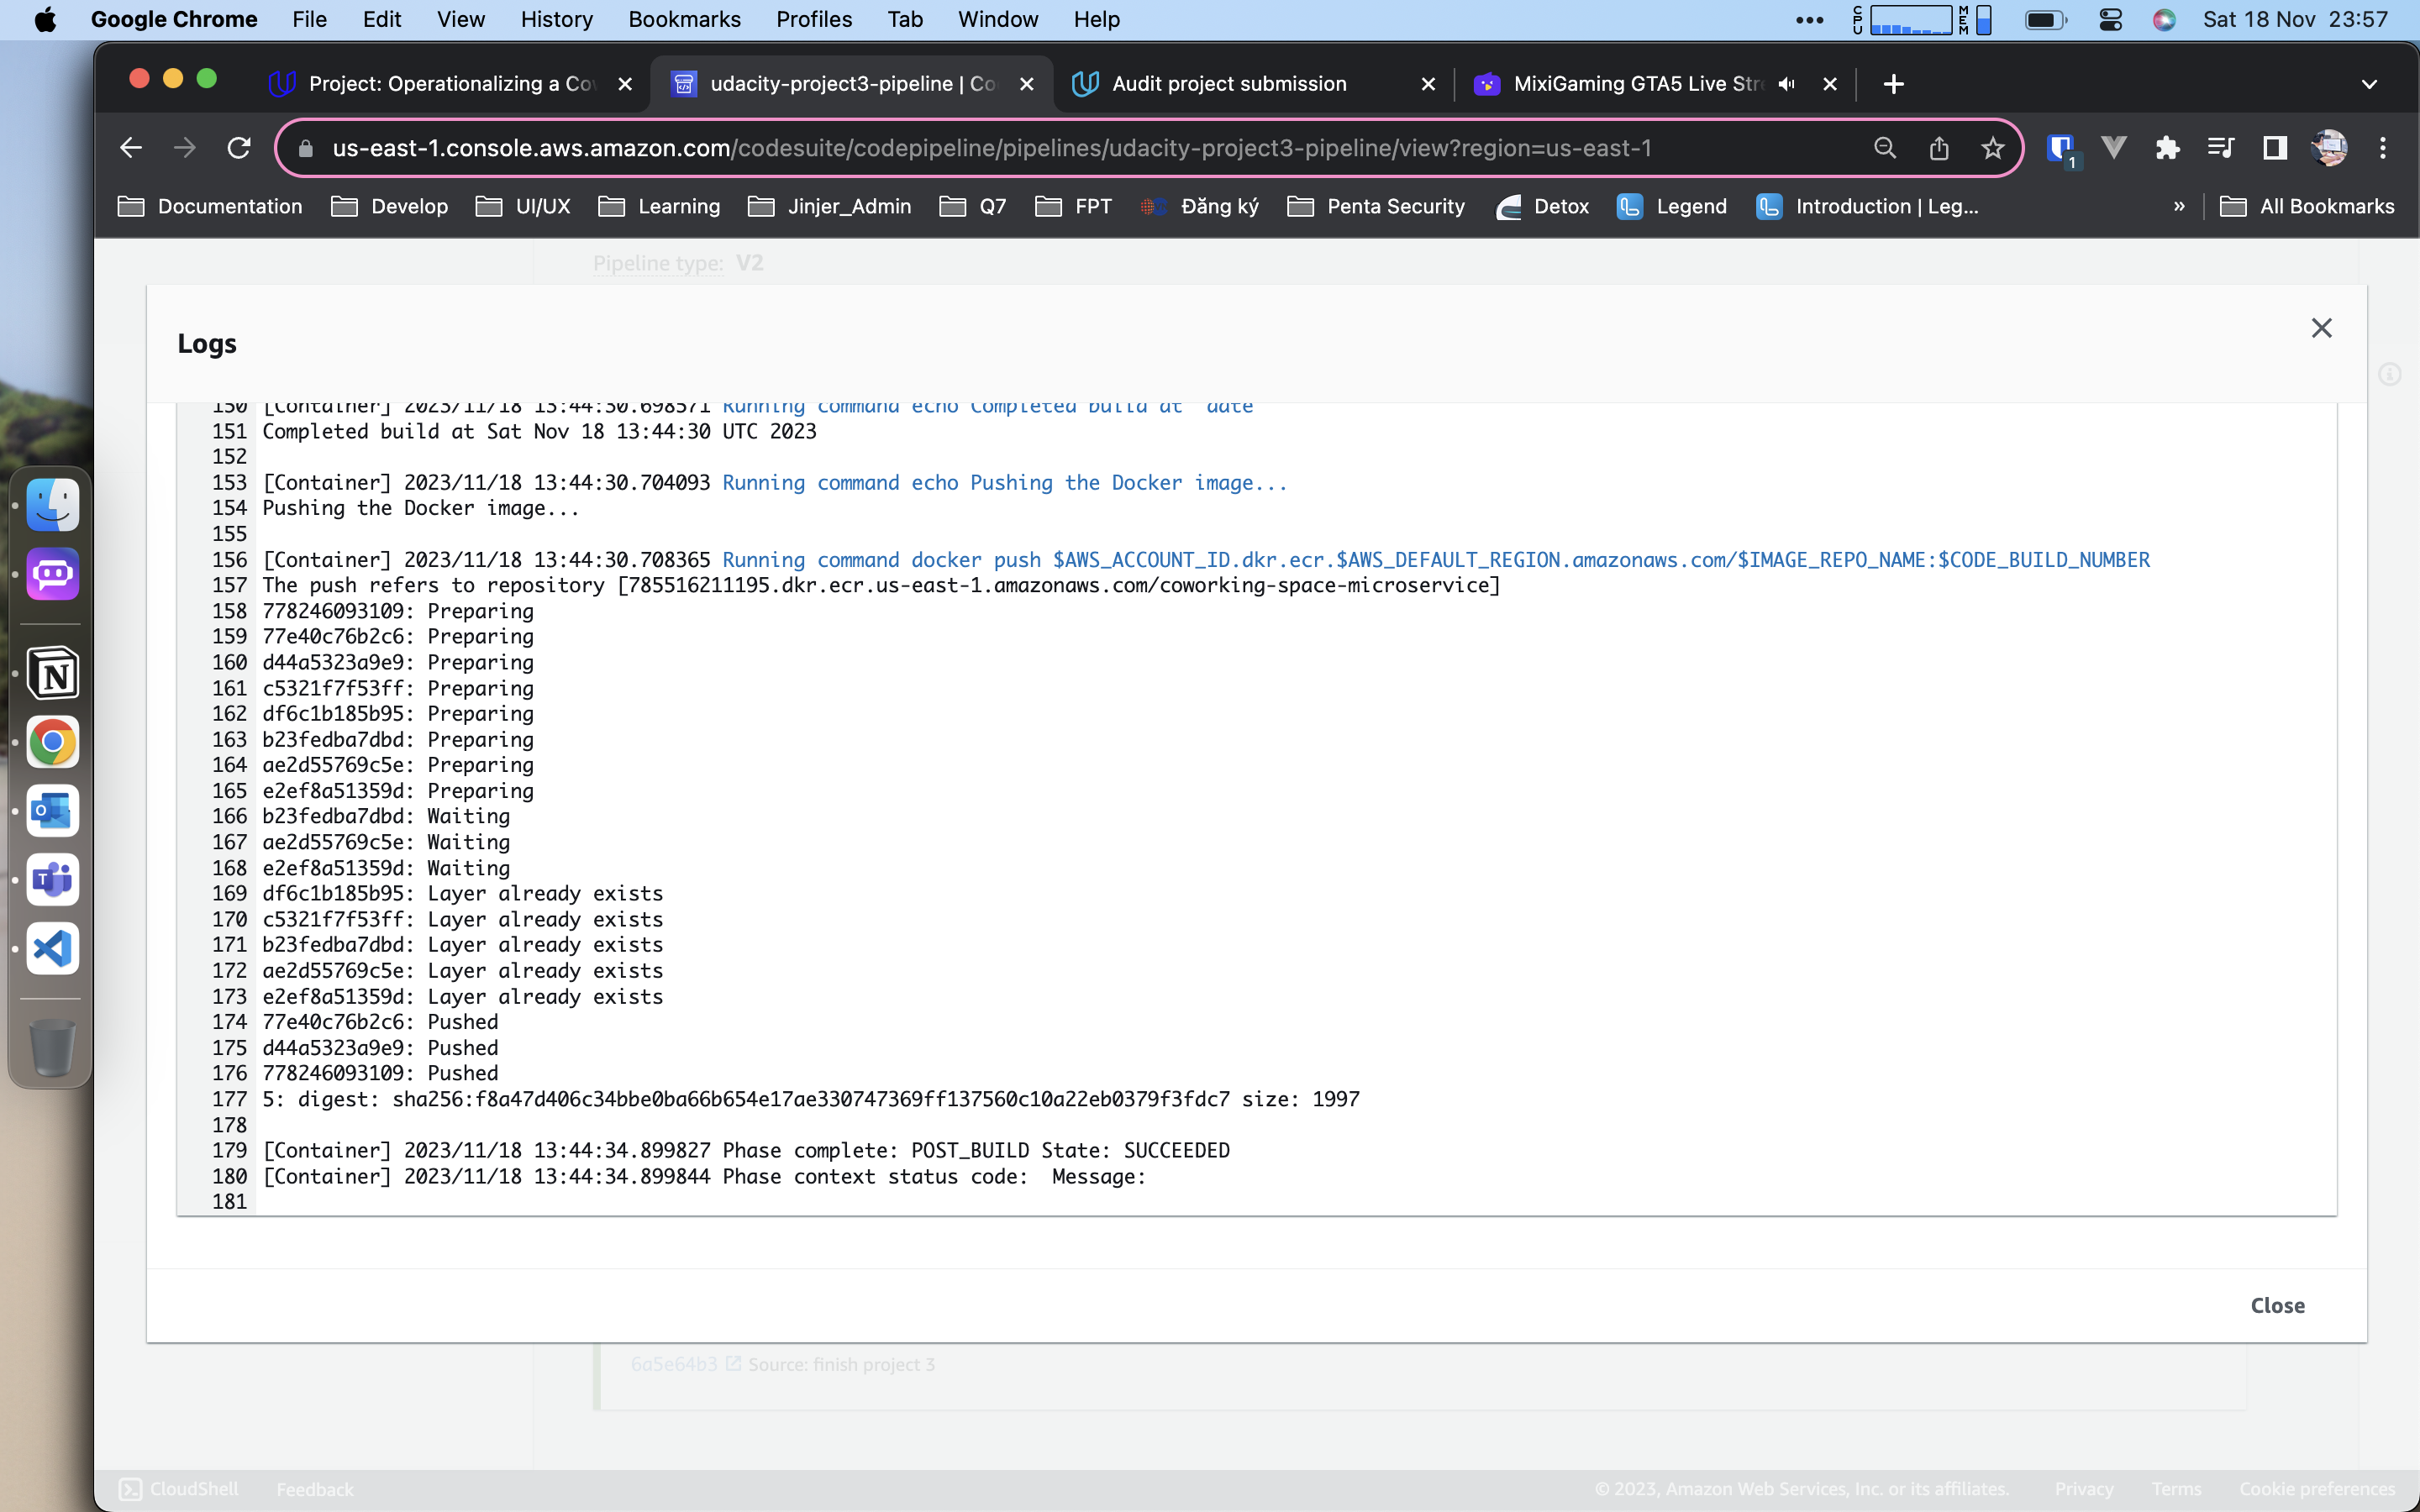 Google Chrome File Edit View History Bookmarks Profiles Tab Window Help ••• CPU MEM Sat 18 Nov 23:57
Project: Operationalizing a Cov udacity-project3-pipeline | Co Audit project submission MixiGaming GTA5 Live Stre
us-east-1.console.aws.amazon.com/codesuite/codepipeline/pipelines/udacity-project3-pipeline/view?region=us-east-1 1
Documentation Develop UI/UX Learning Jinjer_Admin Q7 FPT Đăng ký Penta Security Detox Legend Introduction | Leg... » All Bookmarks
Pipeline type: V2
Logs
150 [Container] 2023/11/18 13:44:30.698571 Running command echo Completed build at `date`
151 Completed build at Sat Nov 18 13:44:30 UTC 2023
152
153 [Container] 2023/11/18 13:44:30.704093 Running command echo Pushing the Docker image...
154 Pushing the Docker image...
155
156 [Container] 2023/11/18 13:44:30.708365 Running command docker push $AWS_ACCOUNT_ID.dkr.ecr.$AWS_DEFAULT_REGION.amazonaws.com/$IMAGE_REPO_NAME:$CODE_BUILD_NUMBER
157 The push refers to repository [785516211195.dkr.ecr.us-east-1.amazonaws.com/coworking-space-microservice]
158 778246093109: Preparing
159 77e40c76b2c6: Preparing
160 d44a5323a9e9: Preparing
161 c5321f7f53ff: Preparing
162 df6c1b185b95: Preparing
163 b23fedba7dbd: Preparing
164 ae2d55769c5e: Preparing
165 e2ef8a51359d: Preparing
166 b23fedba7dbd: Waiting
167 ae2d55769c5e: Waiting
168 e2ef8a51359d: Waiting
169 df6c1b185b95: Layer already exists
170 c5321f7f53ff: Layer already exists
171 b23fedba7dbd: Layer already exists
172 ae2d55769c5e: Layer already exists
173 e2ef8a51359d: Layer already exists
174 77e40c76b2c6: Pushed
175 d44a5323a9e9: Pushed
176 778246093109: Pushed
177 5: digest: sha256:f8a47d406c34bbe0ba66b654e17ae330747369ff137560c10a22eb0379f3fdc7 size: 1997
178
179 [Container] 2023/11/18 13:44:34.899827 Phase complete: POST_BUILD State: SUCCEEDED
180 [Container] 2023/11/18 13:44:34.899844 Phase context status code:  Message:
181
Close
6a5e64b3 Source: finish project 3
CloudShell Feedback © 2023, Amazon Web Services, Inc. or its affiliates. Privacy Terms Cookie preferences